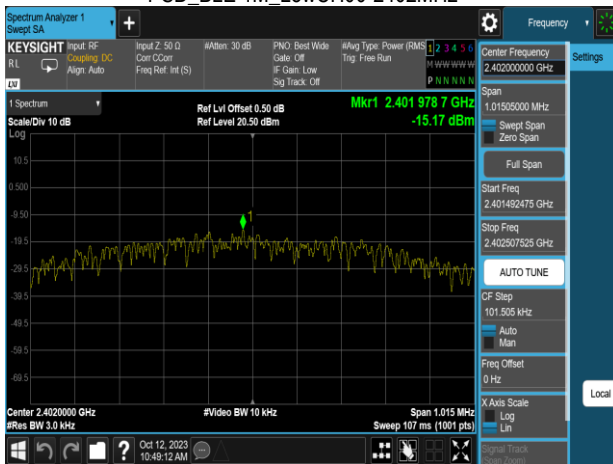 Spectrum Analyzer 1
Swept SA
Frequency
KEYSIGHT
RL
LXI
Input: RF
Coupling: DC
Align: Auto
Input Z: 50 Ω
Corr CCorr
Freq Ref: Int (S)
#Atten: 30 dB
PNO: Best Wide
Gate: Off
IF Gain: Low
Sig Track: Off
#Avg Type: Power (RMS
Trig: Free Run
1 2 3 4 5 6
M W W W W W
P N N N N N
1 Spectrum
Scale/Div 10 dB
Ref Lvl Offset 0.50 dB
Ref Level 20.50 dBm
Mkr1 2.401 978 7 GHz
-15.17 dBm
Log
10.5
0.500
-9.50
-19.5
-29.5
-39.5
-49.5
-59.5
-69.5
1
Center 2.4020000 GHz
#Res BW 3.0 kHz
#Video BW 10 kHz
Span 1.015 MHz
Sweep 107 ms (1001 pts)
Oct 12, 2023
10:49:12 AM
Center Frequency
2.402000000 GHz
Span
1.01505000 MHz
Swept Span
Zero Span
Full Span
Start Freq
2.401492475 GHz
Stop Freq
2.402507525 GHz
AUTO TUNE
CF Step
101.505 kHz
Auto
Man
Freq Offset
0 Hz
X Axis Scale
Log
Lin
Signal Track
(Span Zoom)
Settings
Local